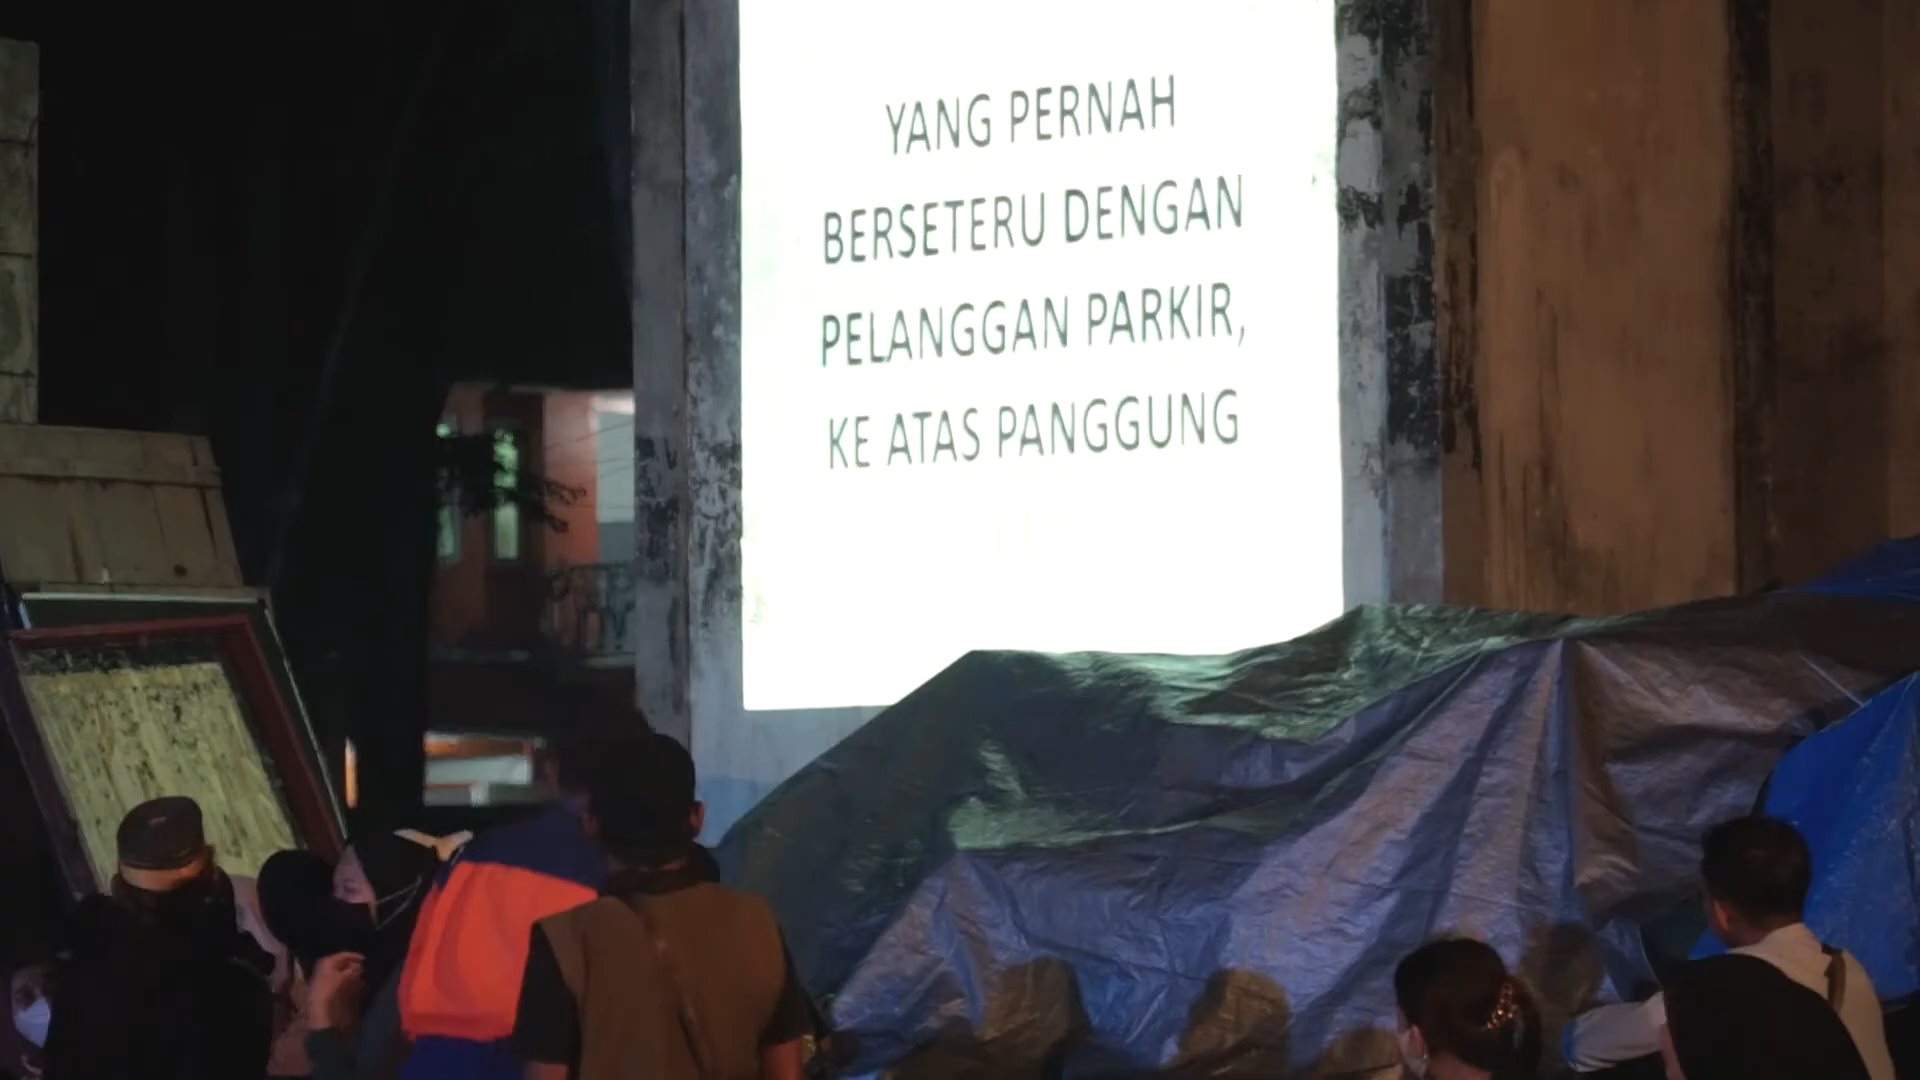 YANG PERNAH
BERSETERU DENGAN
PELANGGAN PARKIR,
KE ATAS PANGGUNG